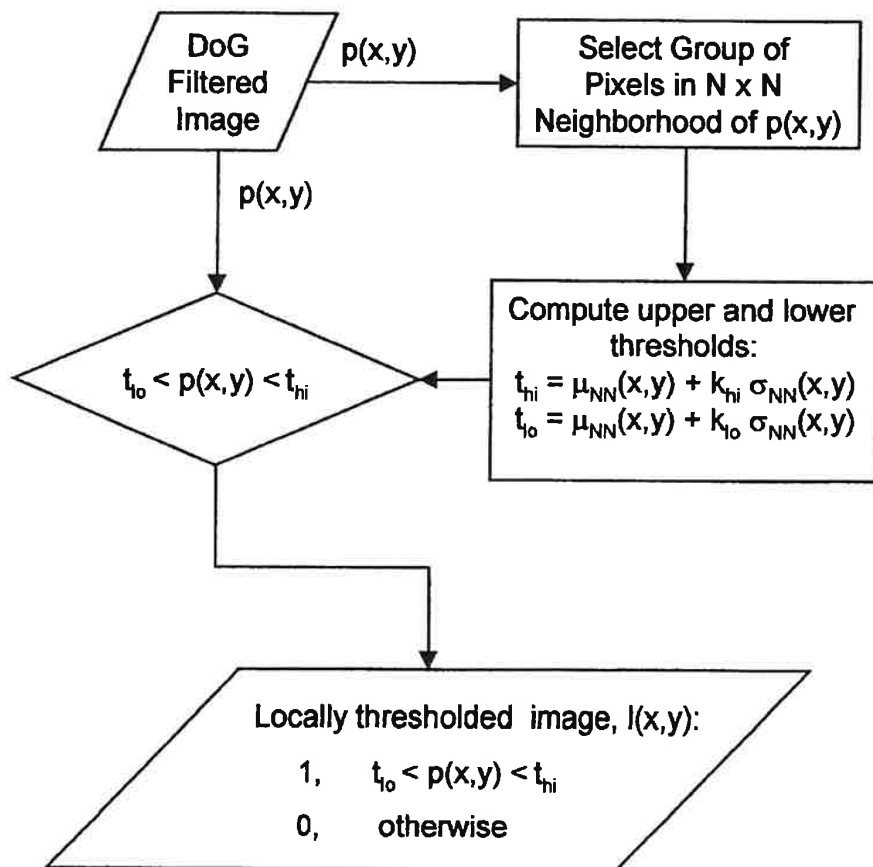 DoG
Filtered
Image
p(x,y)
Select Group of
Pixels in N x N
Neighborhood of p(x,y)
p(x,y)
Compute upper and lower
thresholds:
t_hi = μ_NN(x,y) + k_hi σ_NN(x,y)
t_lo = μ_NN(x,y) + k_lo σ_NN(x,y)
t_lo < p(x,y) < t_hi
Locally thresholded image, I(x,y):
1, t_lo < p(x,y) < t_hi
0, otherwise